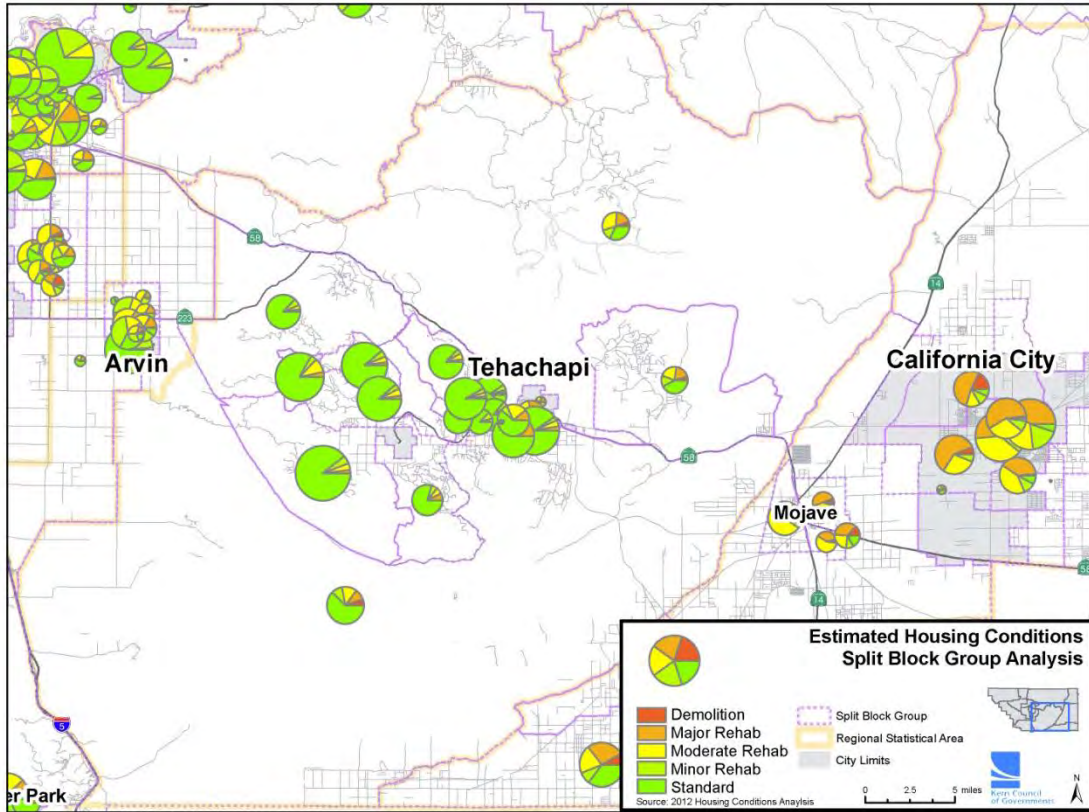 58
14
223
Arvin
Tehachapi
California City
58
Mojave
58
14
5
er Park
Estimated Housing Conditions
Split Block Group Analysis
Demolition
Major Rehab
Moderate Rehab
Minor Rehab
Standard
Source: 2012 Housing Conditions Anaylsis
Split Block Group
Regional Statistical Area
City Limits
0 2.5 5 miles
Kern Council
of Governments
N